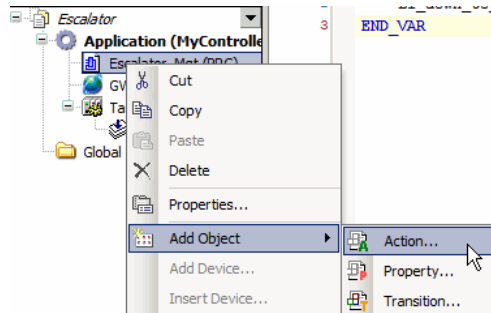 Escalator
3 END_VAR
Application (MyControlle
Escalator_Mgt (PRG)
GV
Ta
Global
Cut
Copy
Paste
Delete
Properties...
Add Object
Add Device...
Insert Device...
Action...
Property...
Transition...